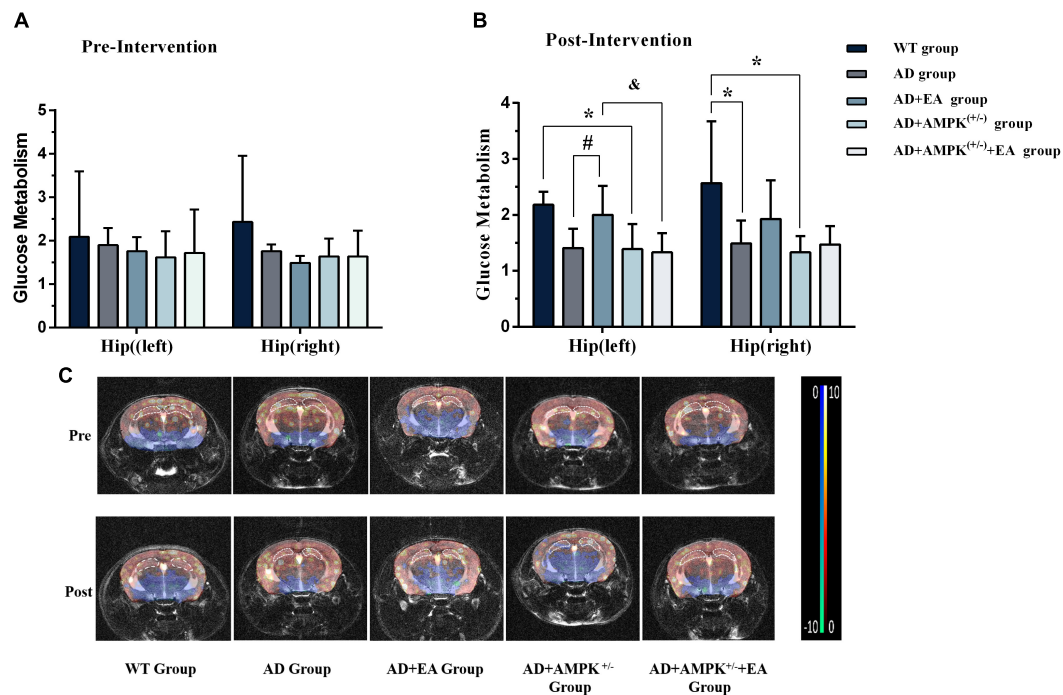 A
Pre-Intervention
Glucose Metabolism
5
4
3
2
1
0
Hip((left)
Hip(right)
B
Post-Intervention
Glucose Metabolism
4
3
2
1
0
*
#
&
*
*
Hip(left)
Hip(right)
WT group
AD group
AD+EA group
AD+AMPK(+/-) group
AD+AMPK(+/-)+EA group
C
Pre
Post
0
10
-10
0
WT Group
AD Group
AD+EA Group
AD+AMPK +/-
Group
AD+AMPK+/-+EA
Group